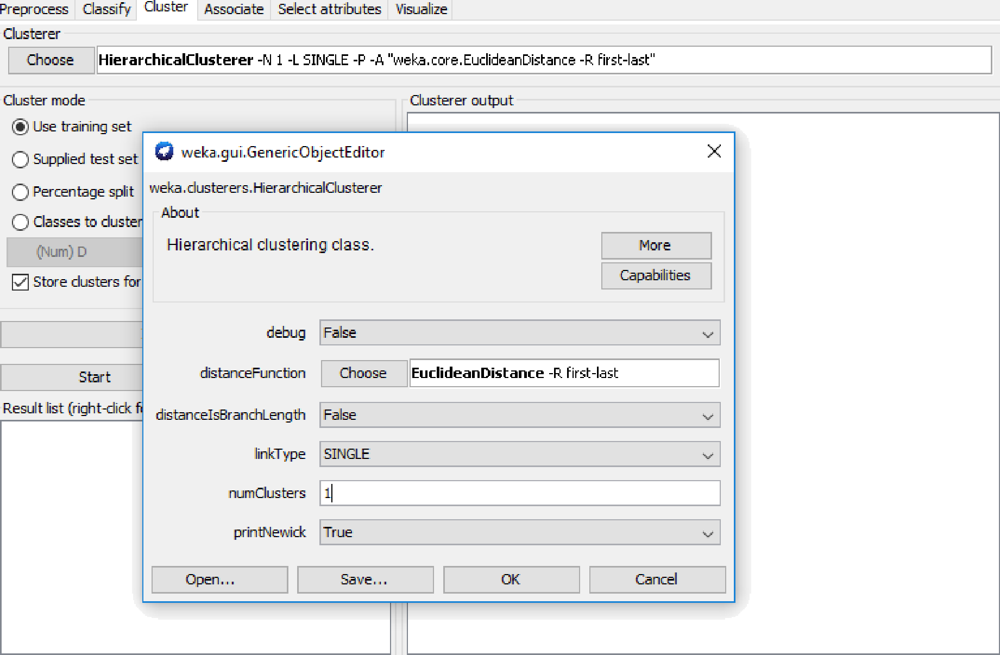 Preprocess Classify Cluster Associate Select attributes Visualize
Clusterer
Choose HierarchicalClusterer -N 1 -L SINGLE -P -A "weka.core.EuclideanDistance -R first-last"
Cluster mode
Use training set
Supplied test set
Percentage split
Classes to cluster
(Num) D
Store clusters for
Start
Result list (right-click f
Clusterer output
weka.gui.GenericObjectEditor
weka.clusterers.HierarchicalClusterer
About
Hierarchical clustering class.
More
Capabilities
debug False
distanceFunction Choose EuclideanDistance -R first-last
distanceIsBranchLength False
linkType SINGLE
numClusters 1
printNewick True
Open... Save... OK Cancel